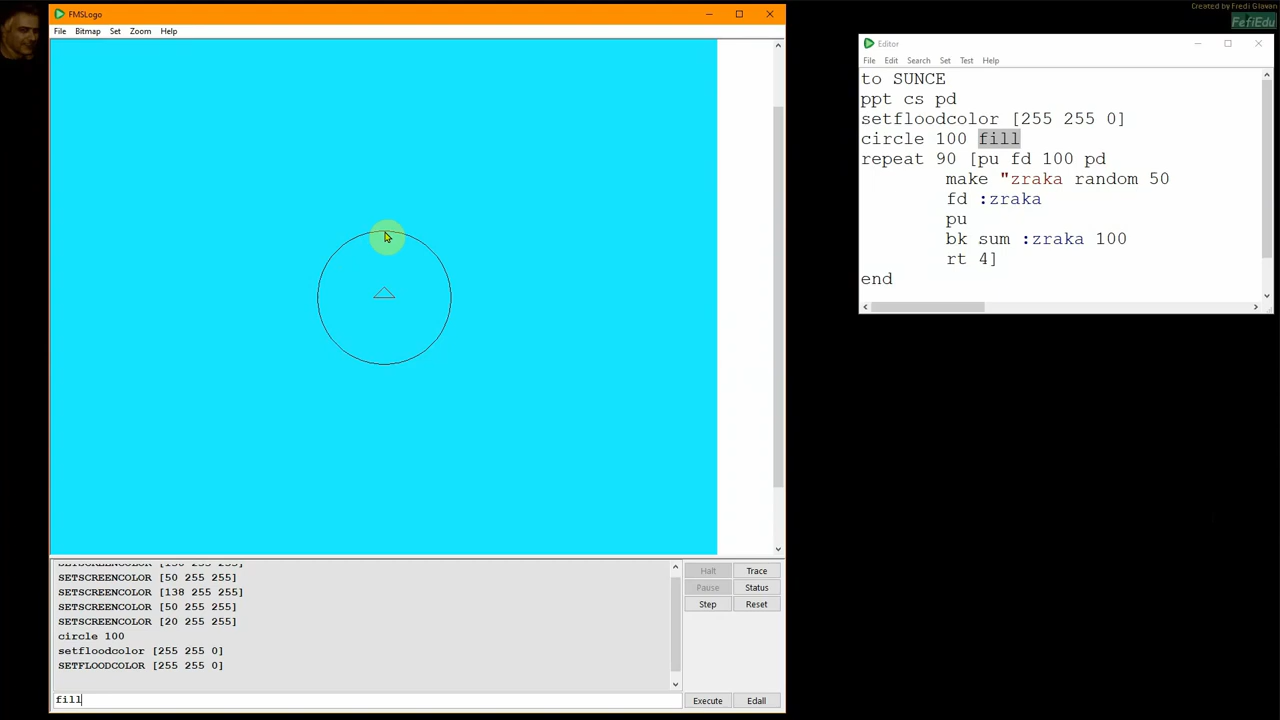 Created by Fredi Glavan
FefiEdu
FMSLogo
File Bitmap Set Zoom Help
Editor
File Edit Search Set Test Help
to SUNCE
ppt cs pd
setfloodcolor [255 255 0]
circle 100 fill
repeat 90 [pu fd 100 pd
make "zraka random 50
fd :zraka
pu
bk sum :zraka 100
rt 4]
end
SETSCREENCOLOR [50 255 255]
SETSCREENCOLOR [138 255 255]
SETSCREENCOLOR [50 255 255]
SETSCREENCOLOR [20 255 255]
circle 100
setfloodcolor [255 255 0]
SETFLOODCOLOR [255 255 0]
fill
Halt Trace
Pause Status
Step Reset
Execute Edall